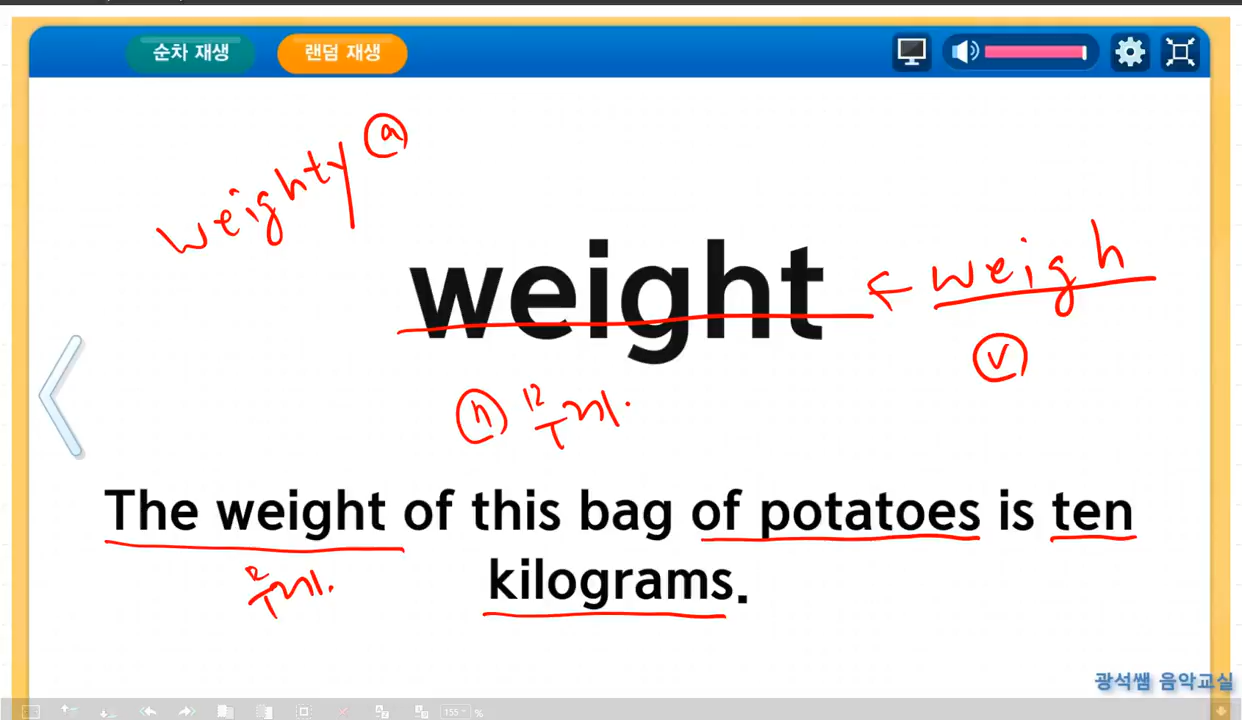 순차 재생 랜덤 재생
weighty ⓐ
weight ← weigh
ⓥ
ⓝ 무게.
The weight of this bag of potatoes is ten
kilograms.
무게.
광석쌤 음악교실
155 %